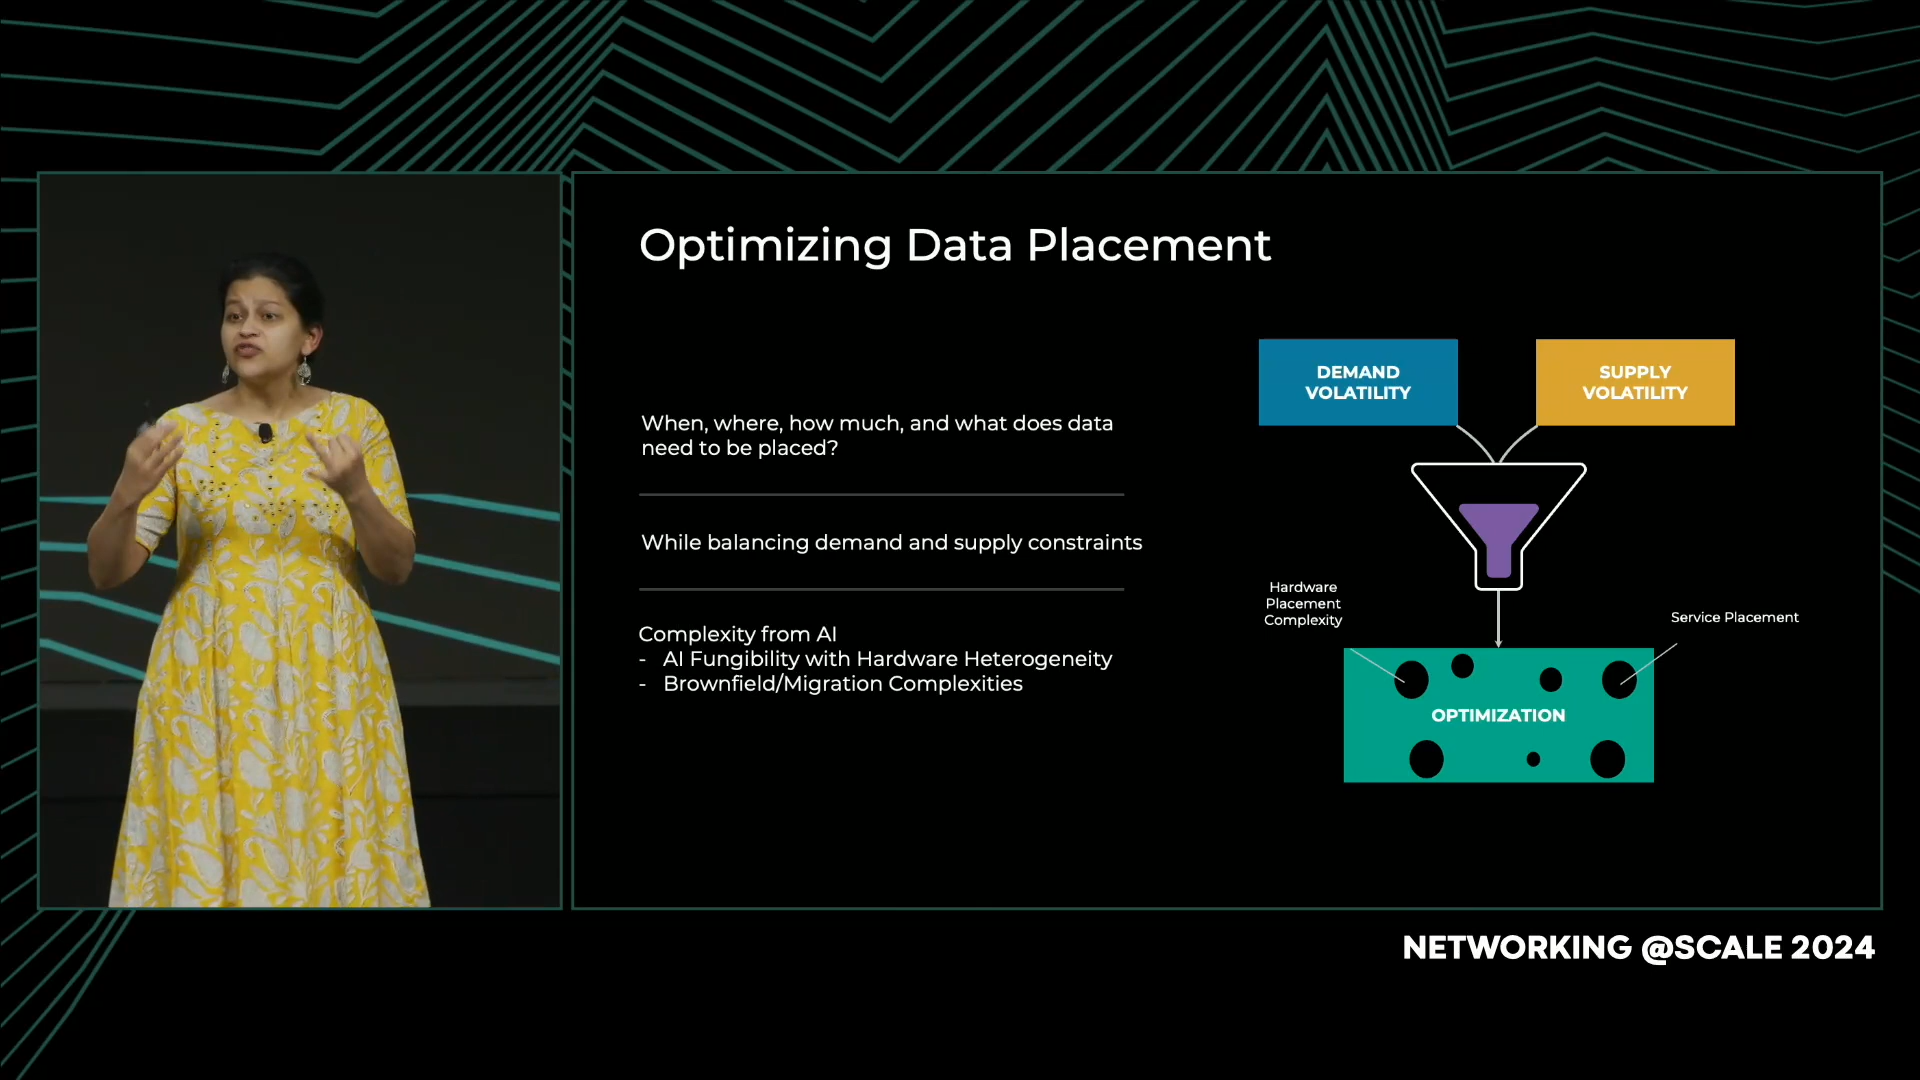 Optimizing Data Placement
When, where, how much, and what does data
need to be placed?
While balancing demand and supply constraints
Complexity from AI
- AI Fungibility with Hardware Heterogeneity
- Brownfield/Migration Complexities
DEMAND
VOLATILITY
SUPPLY
VOLATILITY
Hardware
Placement
Complexity
Service Placement
OPTIMIZATION
NETWORKING @SCALE 2024